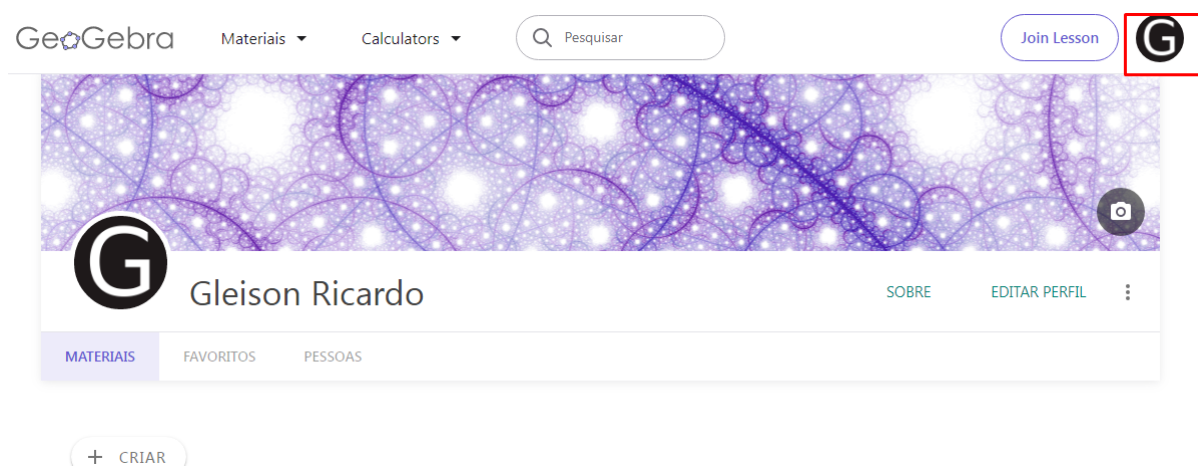 GeoGebra Materiais Calculators Pesquisar Join Lesson G
G
Gleison Ricardo SOBRE EDITAR PERFIL
MATERIAIS FAVORITOS PESSOAS
+ CRIAR